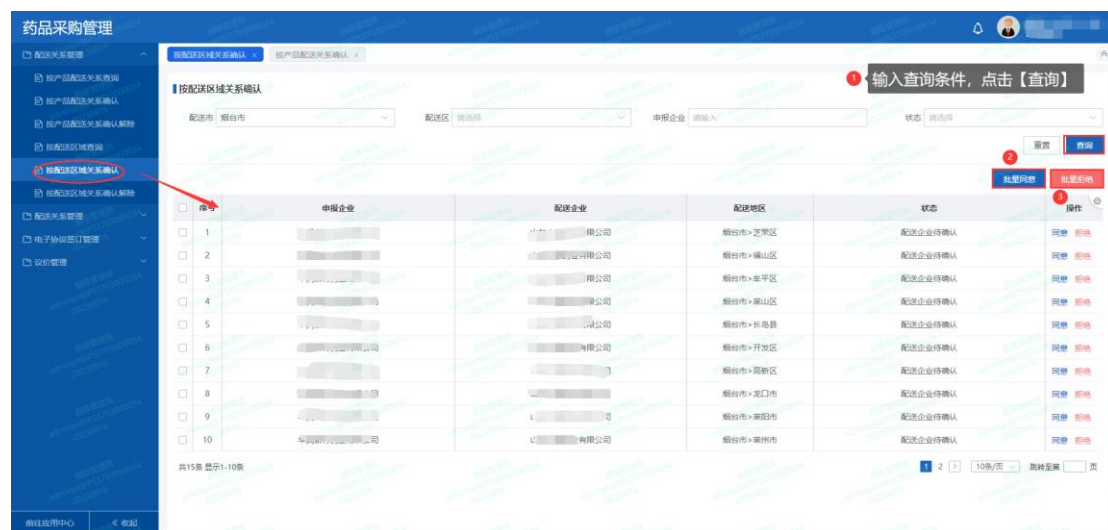 药品采购管理
配送关系管理
按产品配送关系查询
按产品配送关系确认
按产品配送关系确认解除
按配送区域查询
按配送区域关系确认
按配送区域关系确认解除
配送关系管理
电子协议签订管理
议价管理
前往应用中心 《 收起
按配送区域关系确认 × 按产品配送关系确认 ×
按配送区域关系确认
1 输入查询条件，点击【查询】
配送市 烟台市 配送区 请选择 申报企业 请输入 状态 请选择
重置 查询
2
批量同意 批量拒绝
3
序号 申报企业 配送企业 配送地区 状态 操作
1 限公司 烟台市>芝罘区 配送企业待确认 同意 拒绝
2 有限公司 烟台市>福山区 配送企业待确认 同意 拒绝
3 限公司 烟台市>牟平区 配送企业待确认 同意 拒绝
4 限公司 烟台市>莱山区 配送企业待确认 同意 拒绝
5 限公司 烟台市>长岛县 配送企业待确认 同意 拒绝
6 有限公司 烟台市>开发区 配送企业待确认 同意 拒绝
7 烟台市>高新区 配送企业待确认 同意 拒绝
8 烟台市>龙口市 配送企业待确认 同意 拒绝
9 烟台市>莱阳市 配送企业待确认 同意 拒绝
10 有限公司 烟台市>莱州市 配送企业待确认 同意 拒绝
共15条 显示1-10条 1 2 > 10条/页 跳转至第 页